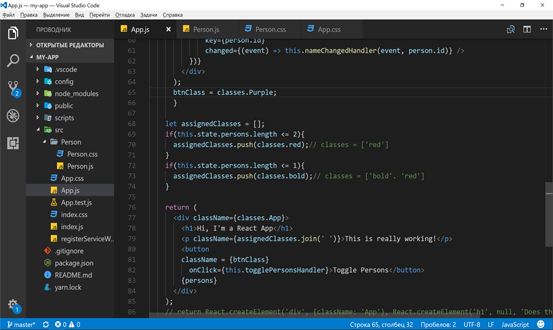 App.js — my-app — Visual Studio Code
Файл Правка Выделение Вид Перейти Отладка Задачи Справка
ПРОВОДНИК
App.js
Person.js
Person.css
App.css
ОТКРЫТЫЕ РЕДАКТОРЫ
MY-APP
.vscode
config
node_modules
public
scripts
src
Person
Person.css
Person.js
App.css
App.js
App.test.js
index.css
index.js
registerServiceW...
.gitignore
package.json
README.md
yarn.lock
60 key={person.id}
61 changed={(event) => this.nameChangedHandler(event, person.id)} />
62 })}
63 </div>
64 );
65 btnClass = classes.Purple;
66 }
67
68 let assignedClasses = [];
69 if(this.state.persons.length <= 2){
70 assignedClasses.push(classes.red);// classes = ['red']
71 }
72 if(this.state.persons.length <= 1){
73 assignedClasses.push(classes.bold);// classes = ['bold'. 'red']
74 }
75
76 return (
77 <div className={classes.App}>
78 <h1>Hi, I'm a React App</h1>
79 <p className={assignedClasses.join(' ')}>This is really working!</p>
80 <button
81 className = {btnClass}
82 onClick={this.togglePersonsHandler}>Toggle Persons</button>
83 {persons}
84 </div>
85 );
86 // return React.createElement('div', {className: 'App'}, React.createElement('h1', null, 'Does th
2
1
master* 0 0
Строка 65, столбец 32 Пробелов: 2 UTF-8 LF JavaScript